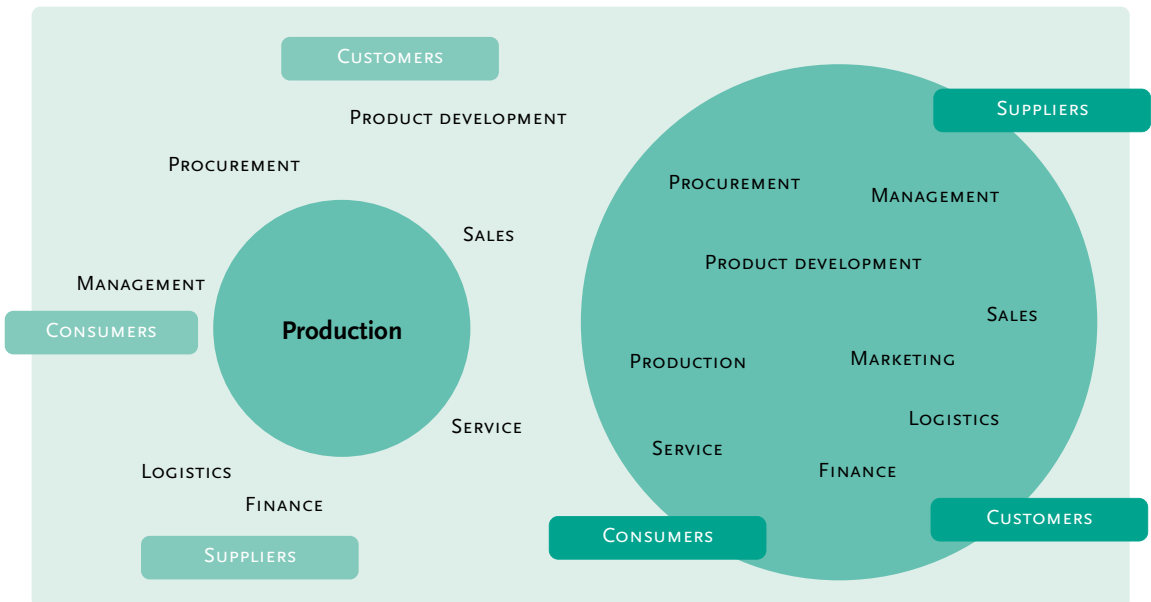 Customers
Product development
Procurement
Sales
Management
Consumers
Production
Service
Logistics
Finance
Suppliers
Suppliers
Procurement
Management
Product development
Sales
Production
Marketing
Logistics
Service
Finance
Customers
Consumers